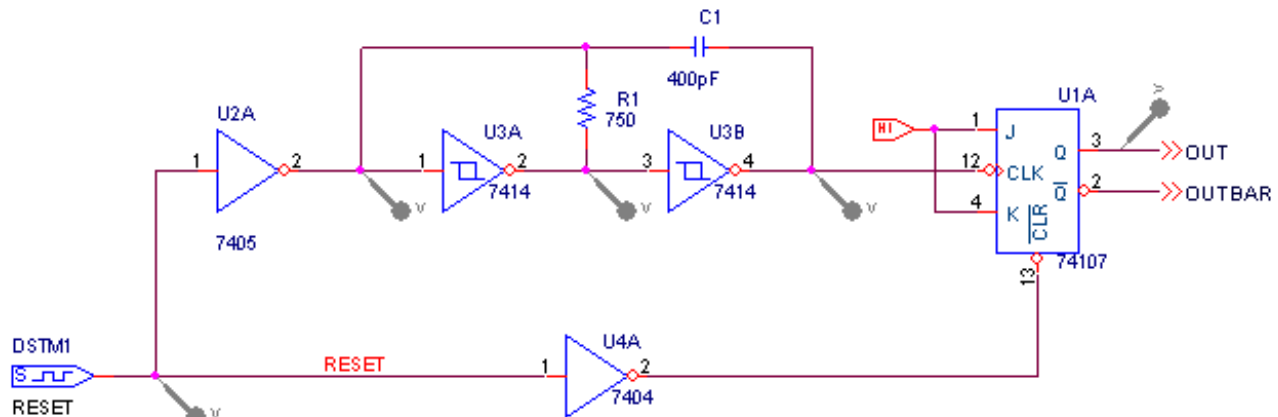 C1
400pF
R1
750
U1A
U2A
U3A
U3B
HI
1
J
Q
3
OUT
1
2
1
2
3
4
12
CLK
Q
2
OUTBAR
7414
7414
4
K
CLR
7405
74107
13
DSTM1
U4A
S
RESET
1
2
RESET
7404
V
V
V
V
V